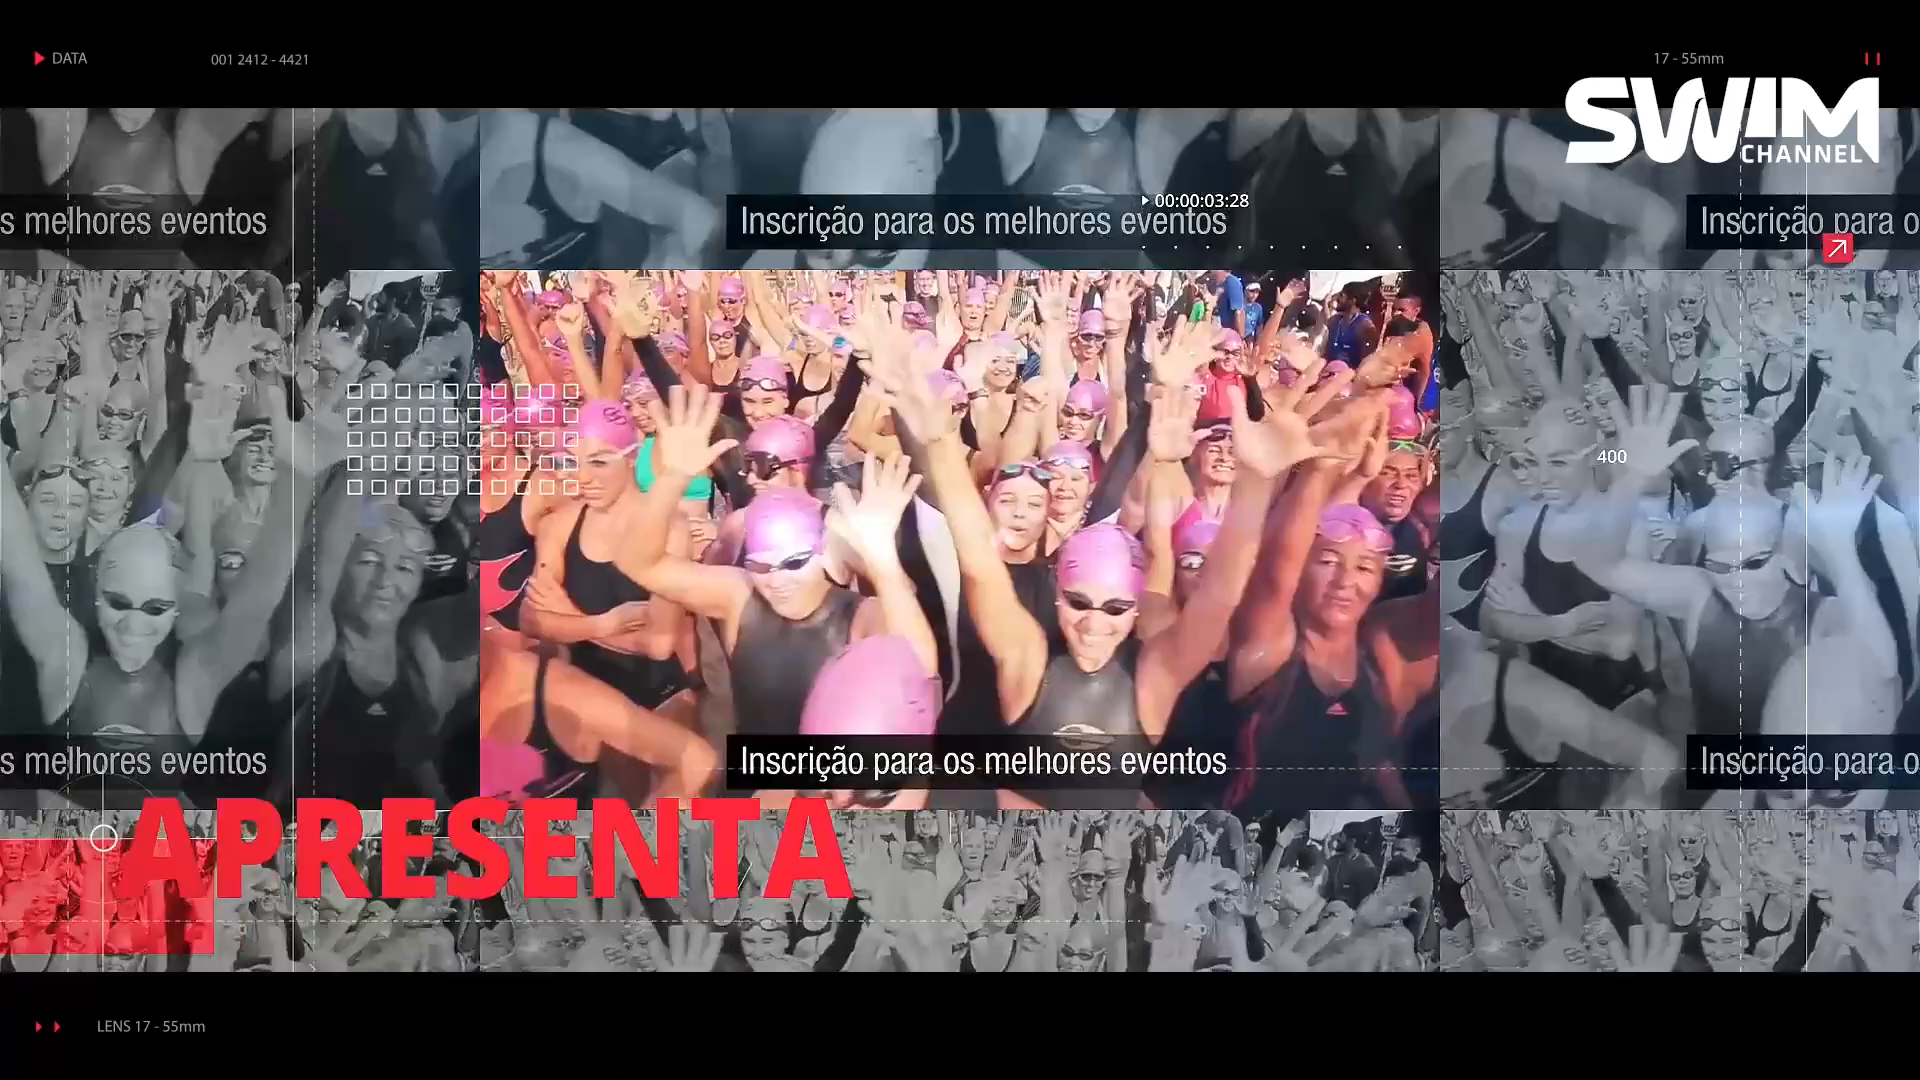 DATA
001 2412 - 4421
17 - 55mm
SWIM
CHANNEL
00:00:03:28
s melhores eventos
Inscrição para os melhores eventos
Inscrição para o
400
s melhores eventos
Inscrição para os melhores eventos
Inscrição para o
APRESENTA
LENS 17 - 55mm